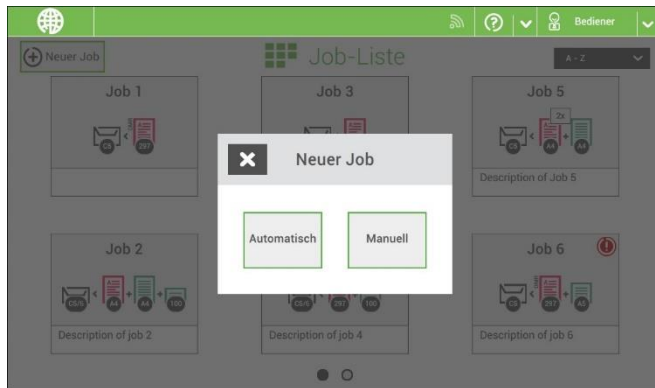 Bediener
Neuer Job
Job-Liste
A - Z
Job 1
Job 3
Job 5
2x
C5
297
C5
A4
A4
Description of Job 5
Neuer Job
Automatisch
Manuell
Job 2
Job 6
C5/6
A4
A4
100
C5/6
297
100
C5
297
A5
Description of job 2
Description of job 4
Description of job 6